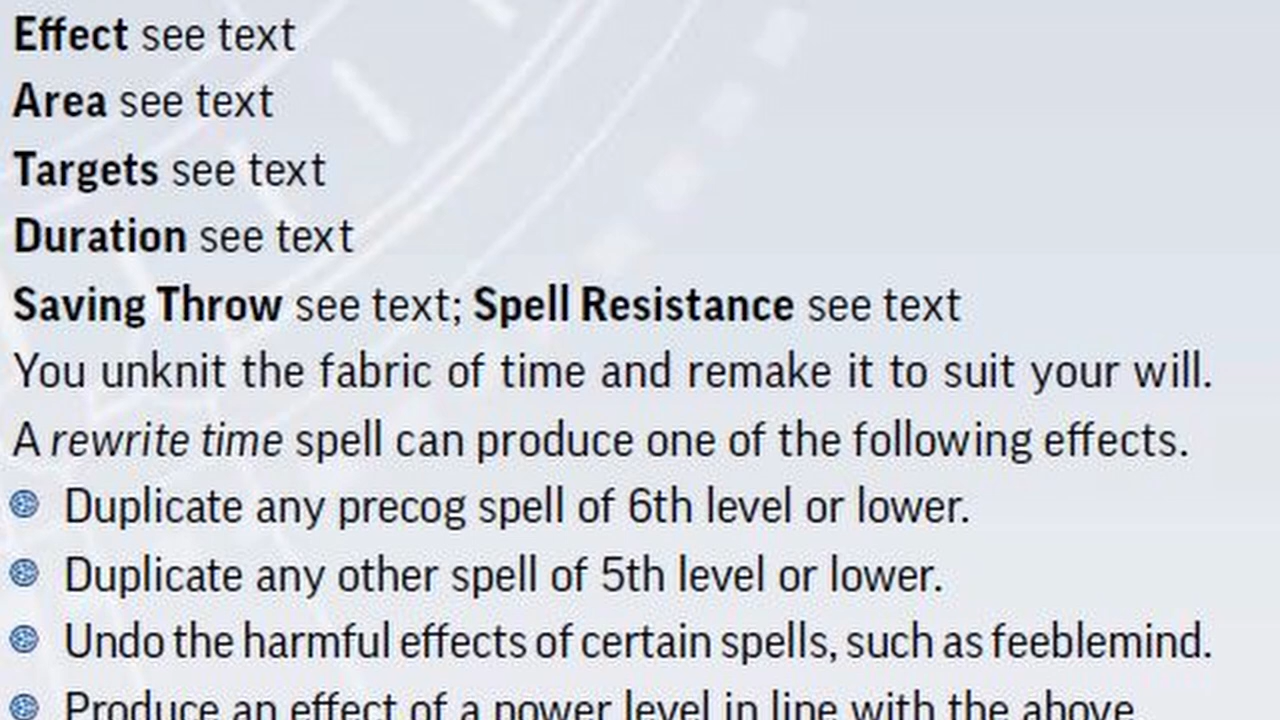 Effect see text
Area see text
Targets see text
Duration see text
Saving Throw see text; Spell Resistance see text
You unknit the fabric of time and remake it to suit your will.
A rewrite time spell can produce one of the following effects.
Duplicate any precog spell of 6th level or lower.
Duplicate any other spell of 5th level or lower.
Undo the harmful effects of certain spells, such as feeblemind.
Produce an effect of a power level in line with the above.